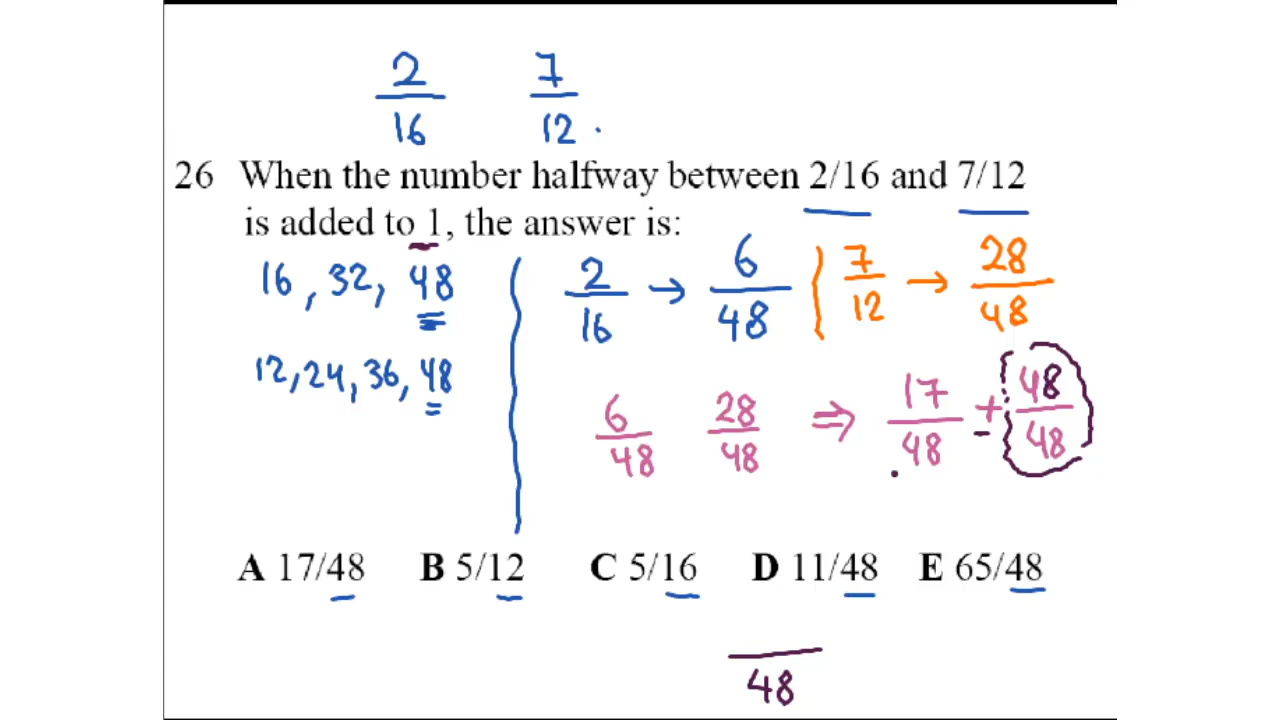 2/16 7/12.
26 When the number halfway between 2/16 and 7/12
is added to 1, the answer is:
16, 32, 48
2/16 → 6/48 7/12 → 28/48
12, 24, 36, 48
6/48 28/48 ⇒ 17/48 + 48/48
A 17/48 B 5/12 C 5/16 D 11/48 E 65/48
/48